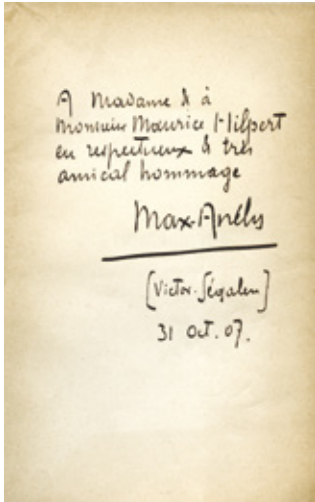 A Madame & à
Monsieur Maurice Hilpert
en respectueux & très
amical hommage
Max-Anély
[Victor-Ségalen]
31 Oct. 07.